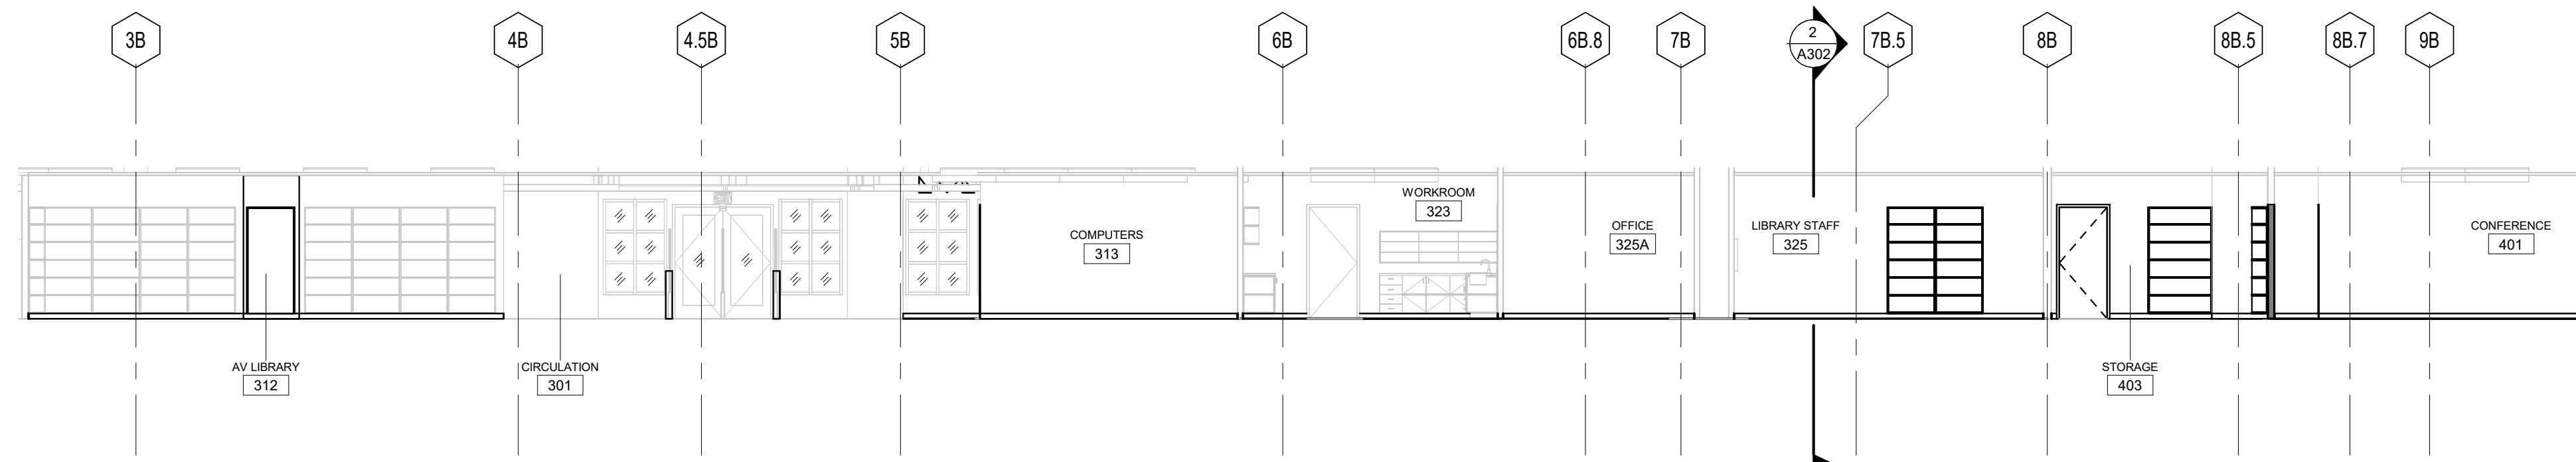 3B
4B
4.5B
5B
6B
6B.8
7B
2
A302
7B.5
8B
8B.5
8B.7
9B
WORKROOM
323
COMPUTERS
313
OFFICE
325A
LIBRARY STAFF
325
CONFERENCE
401
AV LIBRARY
312
CIRCULATION
301
STORAGE
403